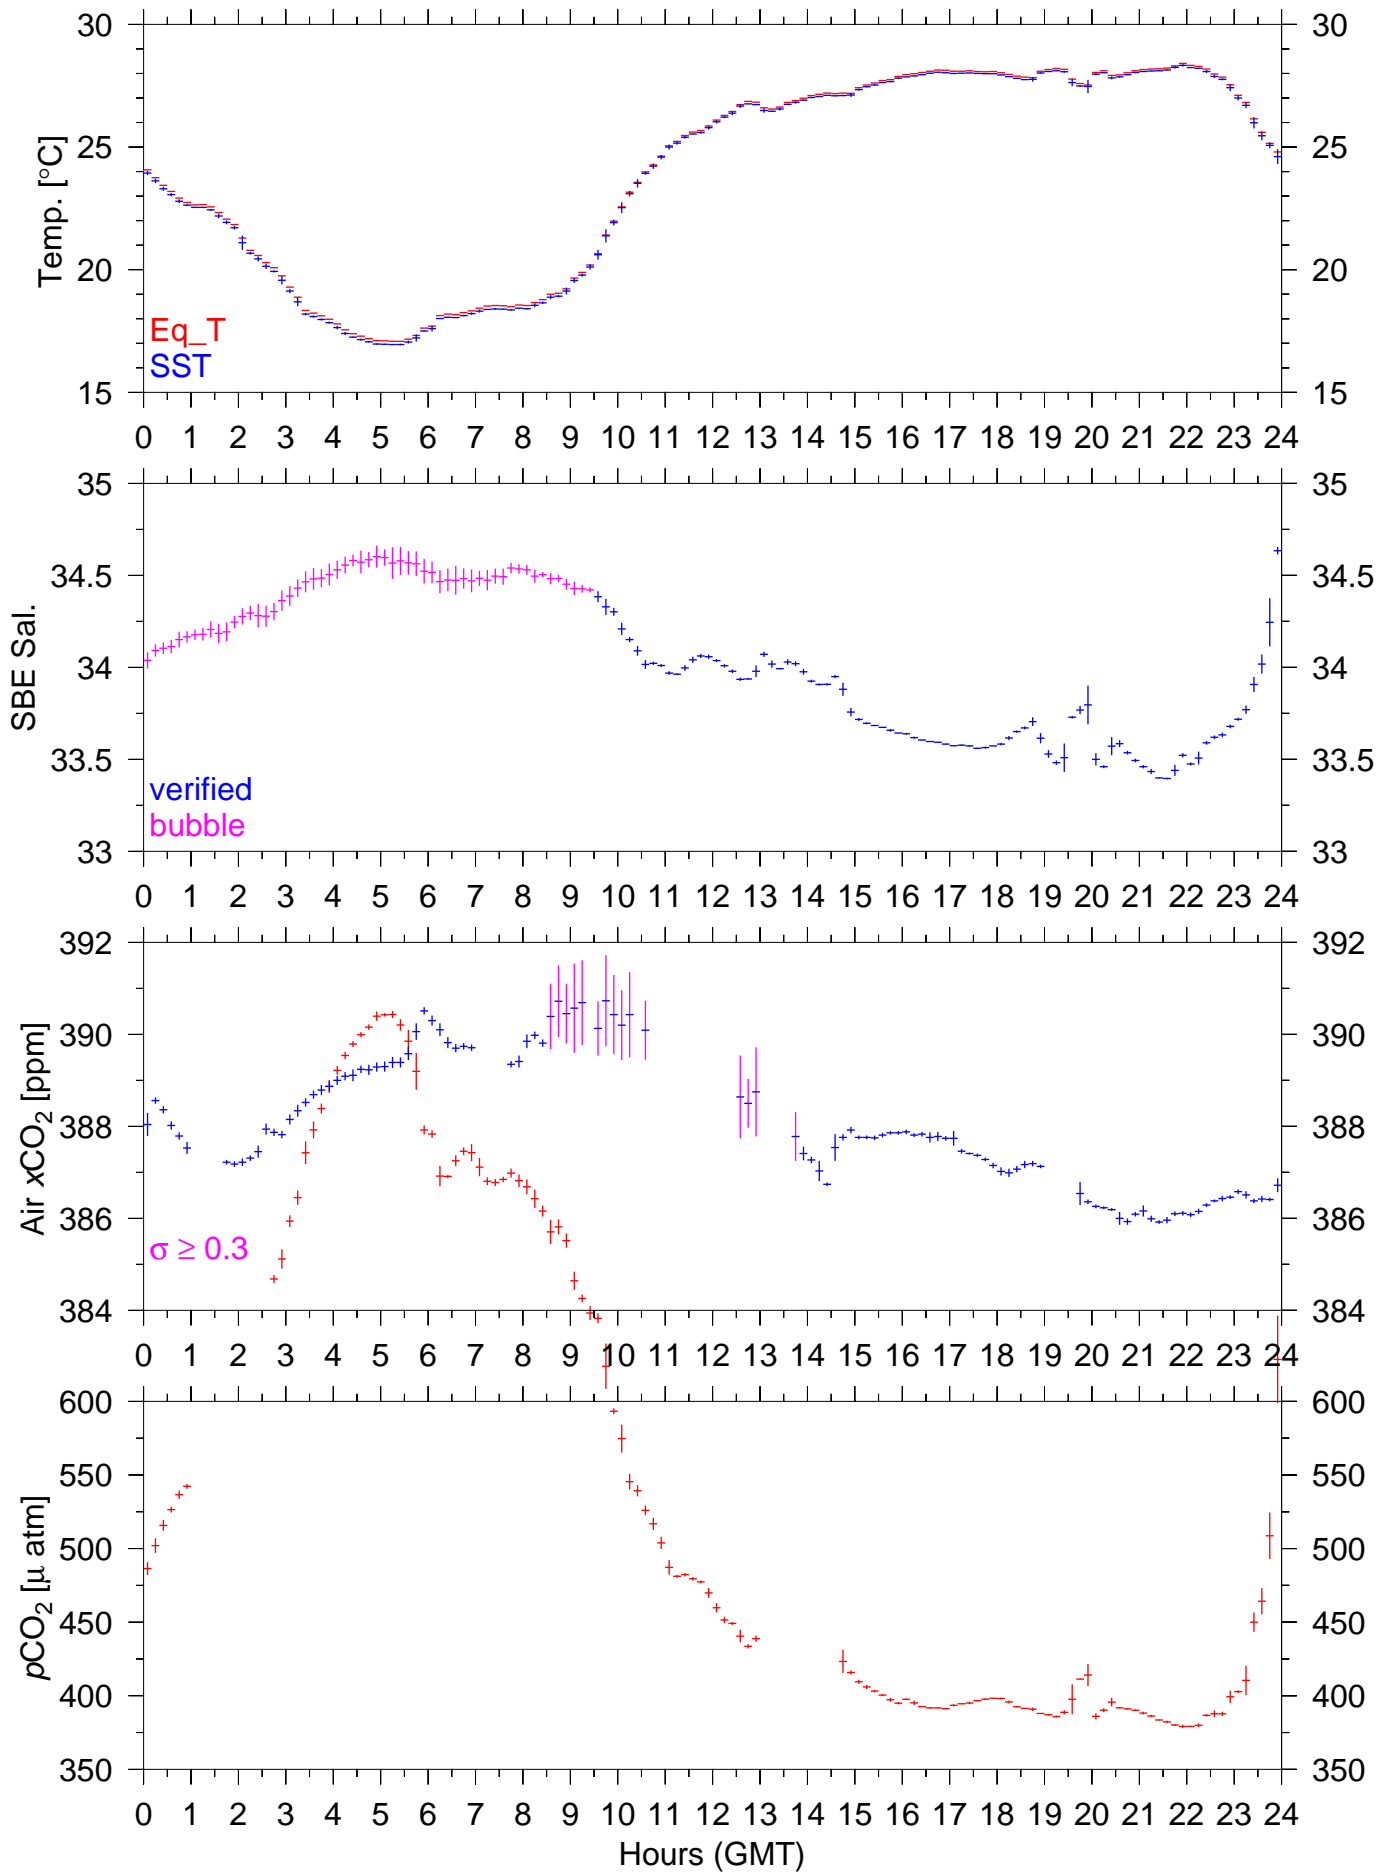 30 30
25 25
20 20
15 15
Temp. [°C]
Eq_T
SST
0 1 2 3 4 5 6 7 8 9 10 11 12 13 14 15 16 17 18 19 20 21 22 23 24
35 35
34.5 34.5
34 34
33.5 33.5
33 33
SBE Sal.
verified
bubble
0 1 2 3 4 5 6 7 8 9 10 11 12 13 14 15 16 17 18 19 20 21 22 23 24
392 392
390 390
388 388
386 386
384 384
Air xCO₂ [ppm]
σ ≥ 0.3
0 1 2 3 4 5 6 7 8 9 10 11 12 13 14 15 16 17 18 19 20 21 22 23 24
600 600
550 550
500 500
450 450
400 400
350 350
pCO₂ [μ atm]
0 1 2 3 4 5 6 7 8 9 10 11 12 13 14 15 16 17 18 19 20 21 22 23 24
Hours (GMT)